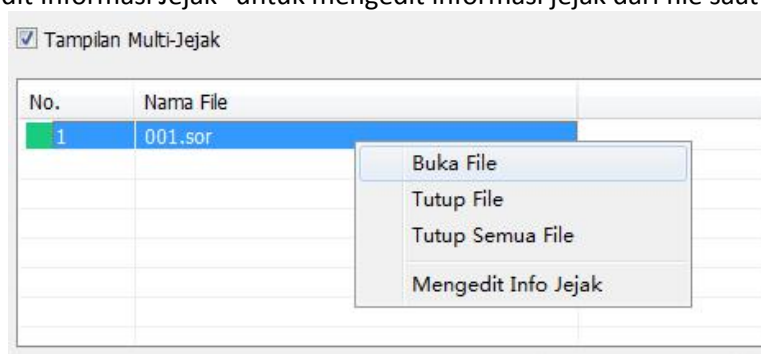 dit Informasi Jejak" untuk mengedit informasi jejak dari file saat
Tampilan Multi-Jejak
No. Nama File
1 001.sor
Buka File
Tutup File
Tutup Semua File
Mengedit Info Jejak